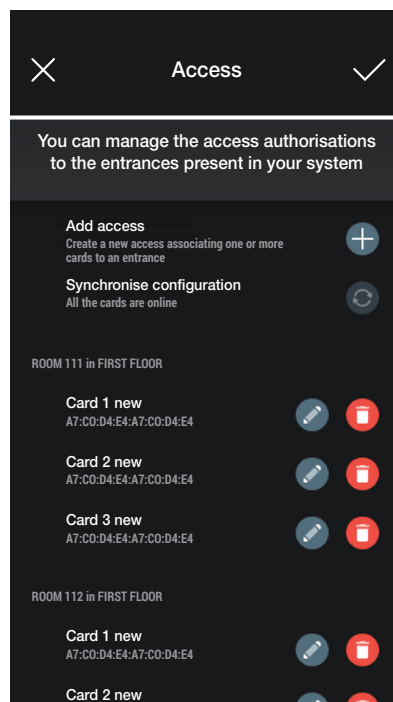 Access
You can manage the access authorisations
to the entrances present in your system
Add access
Create a new access associating one or more
cards to an entrance
Synchronise configuration
All the cards are online
ROOM 111 in FIRST FLOOR
Card 1 new
A7:C0:D4:E4:A7:C0:D4:E4
Card 2 new
A7:C0:D4:E4:A7:C0:D4:E4
Card 3 new
A7:C0:D4:E4:A7:C0:D4:E4
ROOM 112 in FIRST FLOOR
Card 1 new
A7:C0:D4:E4:A7:C0:D4:E4
Card 2 new